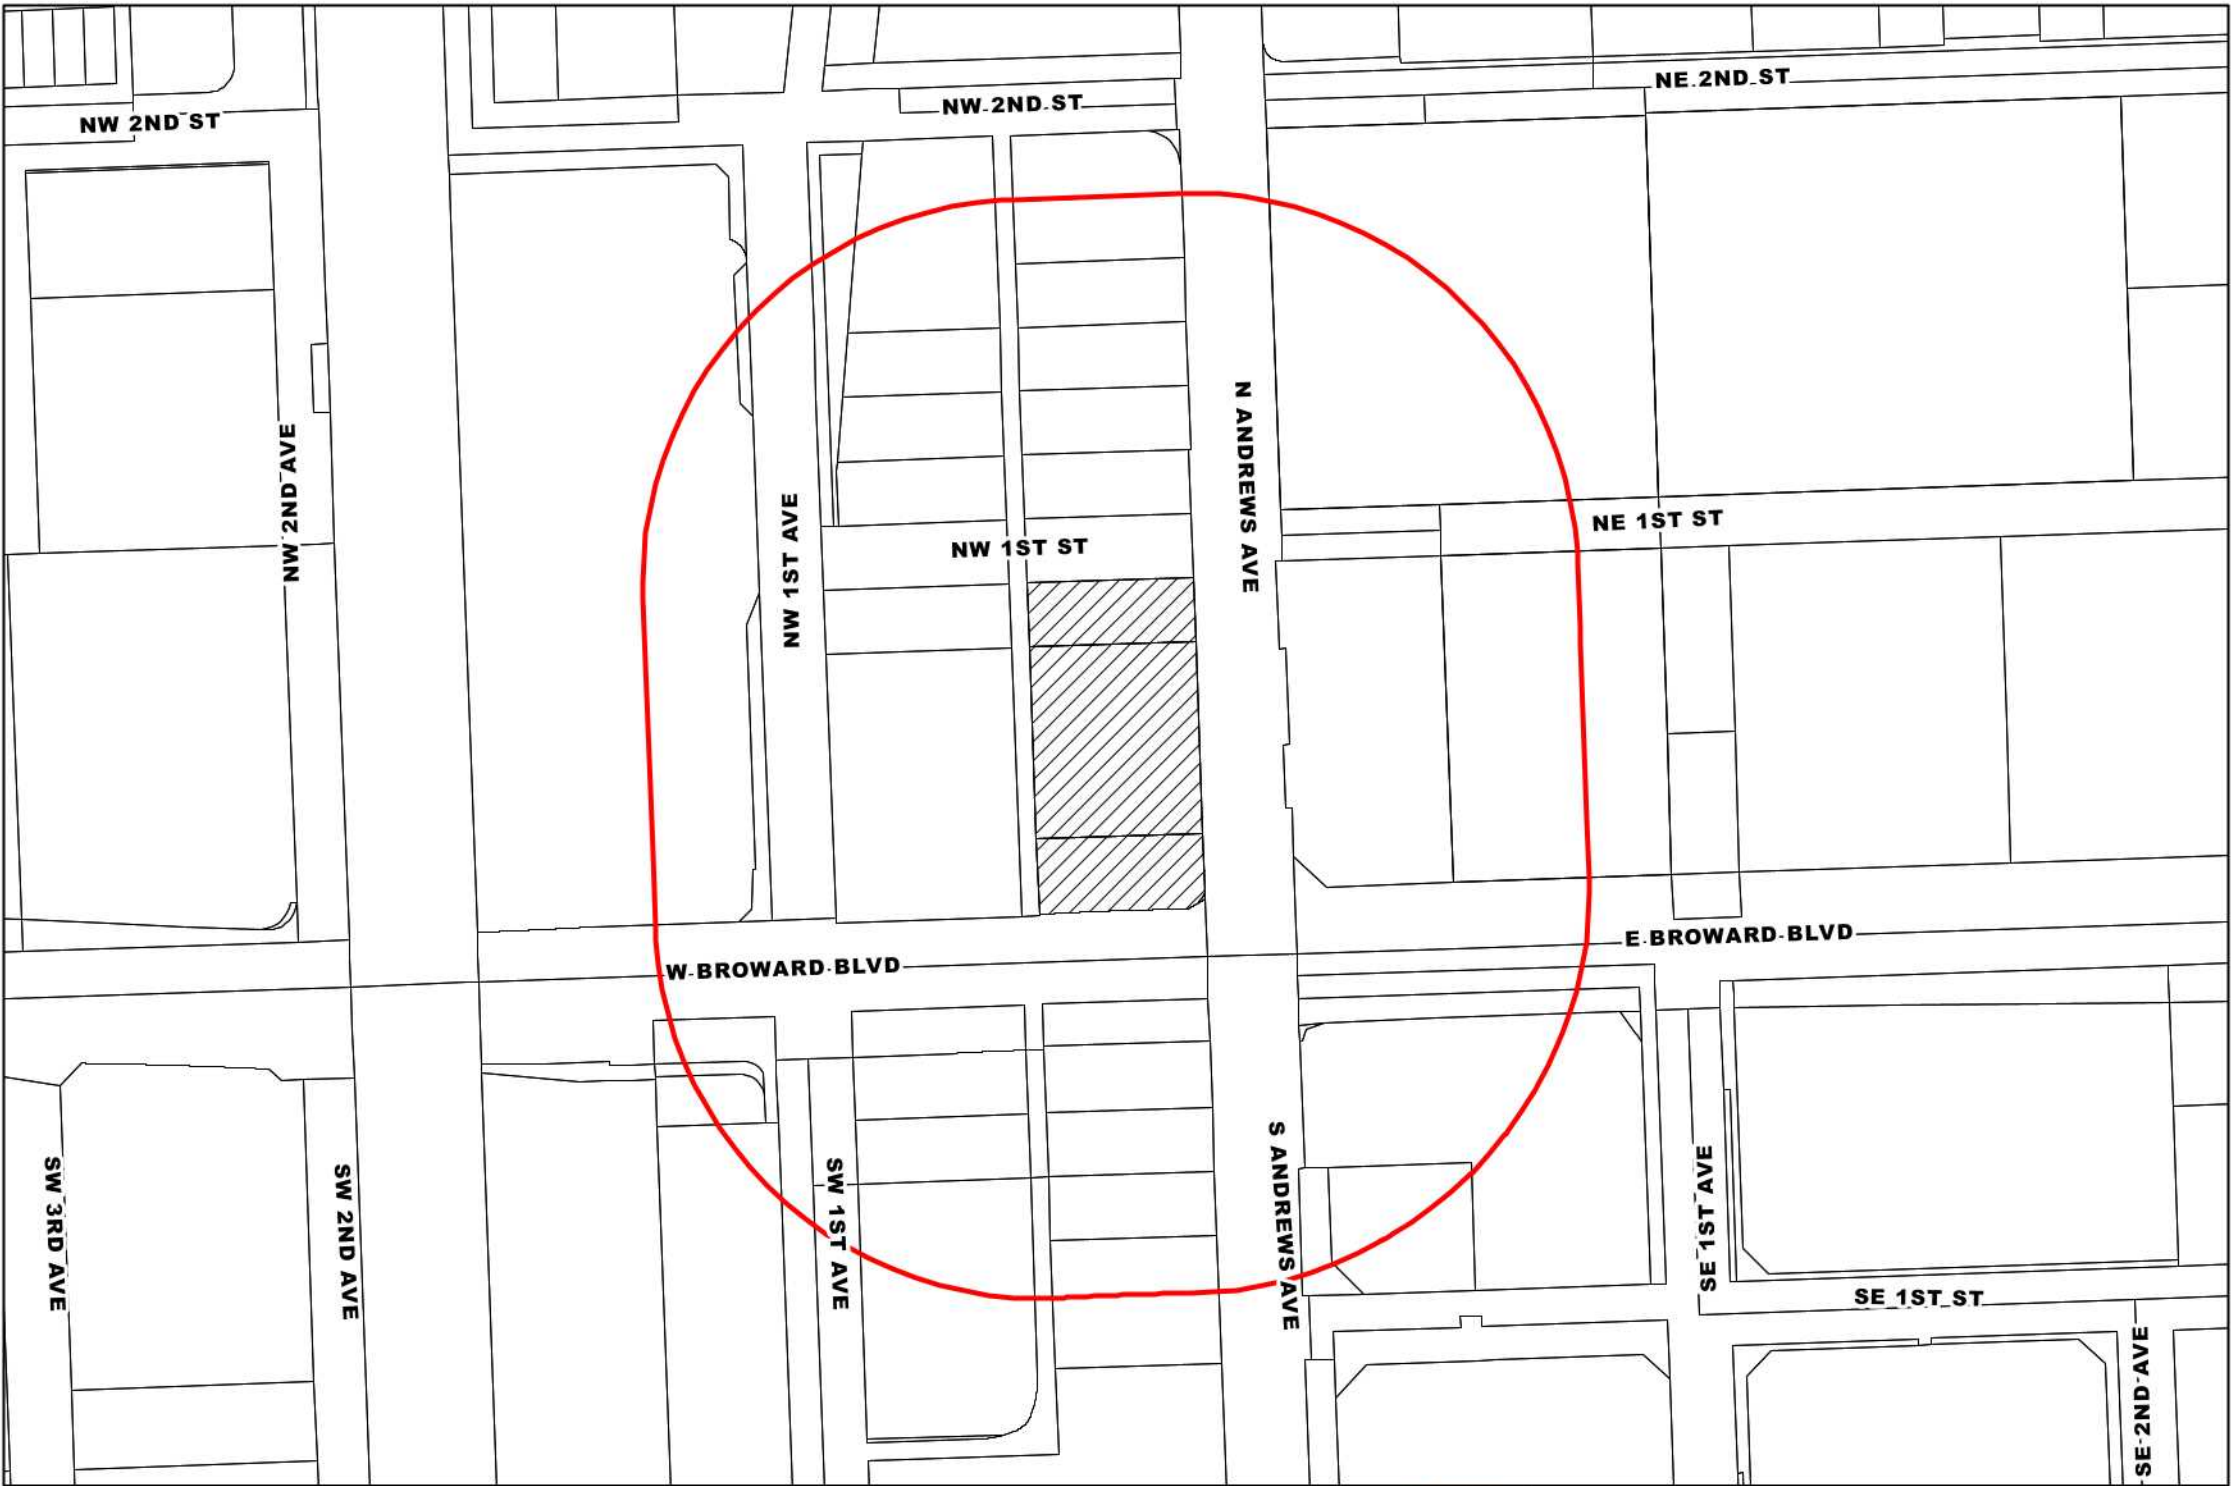 NE 2ND ST
NW 2ND ST
NW 2ND ST
N ANDREWS AVE
NW 2ND AVE
NW 1ST AVE
NE 1ST ST
NW 1ST ST
E BROWARD BLVD
W BROWARD BLVD
S ANDREWS AVE
SE 1ST AVE
SW 3RD AVE
SW 2ND AVE
SW 1ST AVE
SE 1ST ST
SE 2ND AVE